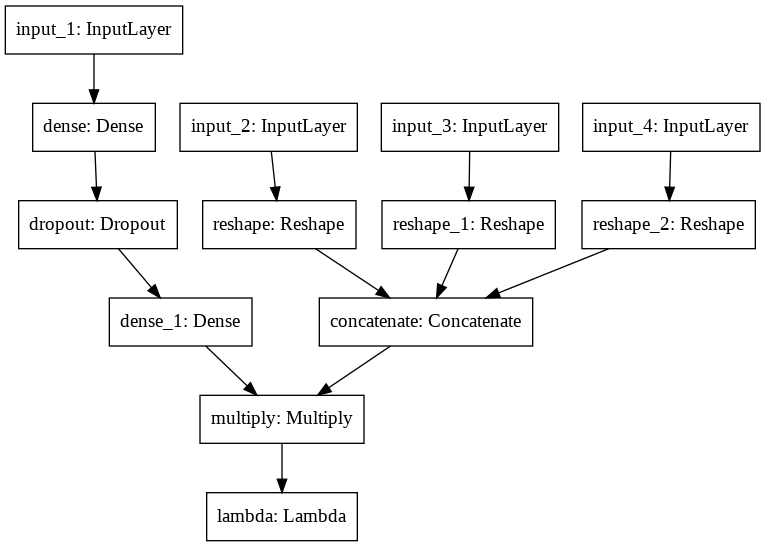 input_1: InputLayer
dense: Dense
input_2: InputLayer
input_3: InputLayer
input_4: InputLayer
dropout: Dropout
reshape: Reshape
reshape_1: Reshape
reshape_2: Reshape
dense_1: Dense
concatenate: Concatenate
multiply: Multiply
lambda: Lambda